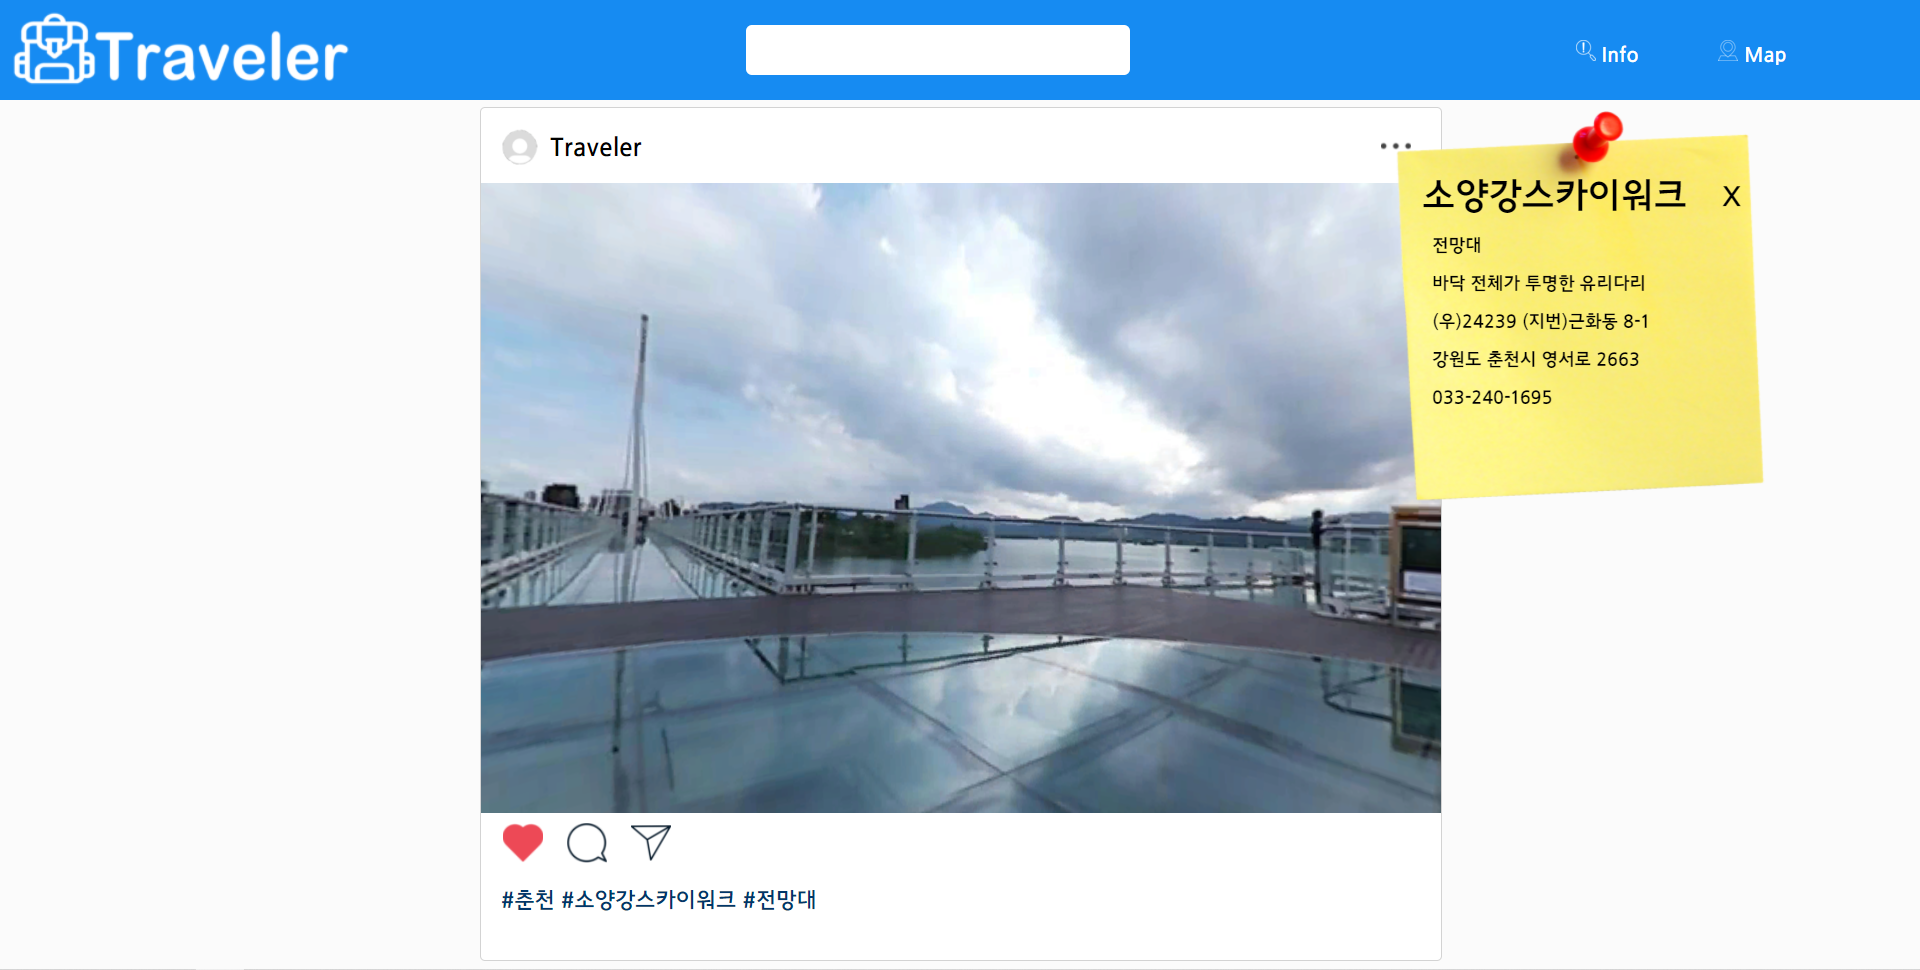 Traveler
Info
Map
Traveler
소양강스카이워크
X
전망대
바닥 전체가 투명한 유리다리
(우)24239 (지번)근화동 8-1
강원도 춘천시 영서로 2663
033-240-1695
#춘천 #소양강스카이워크 #전망대